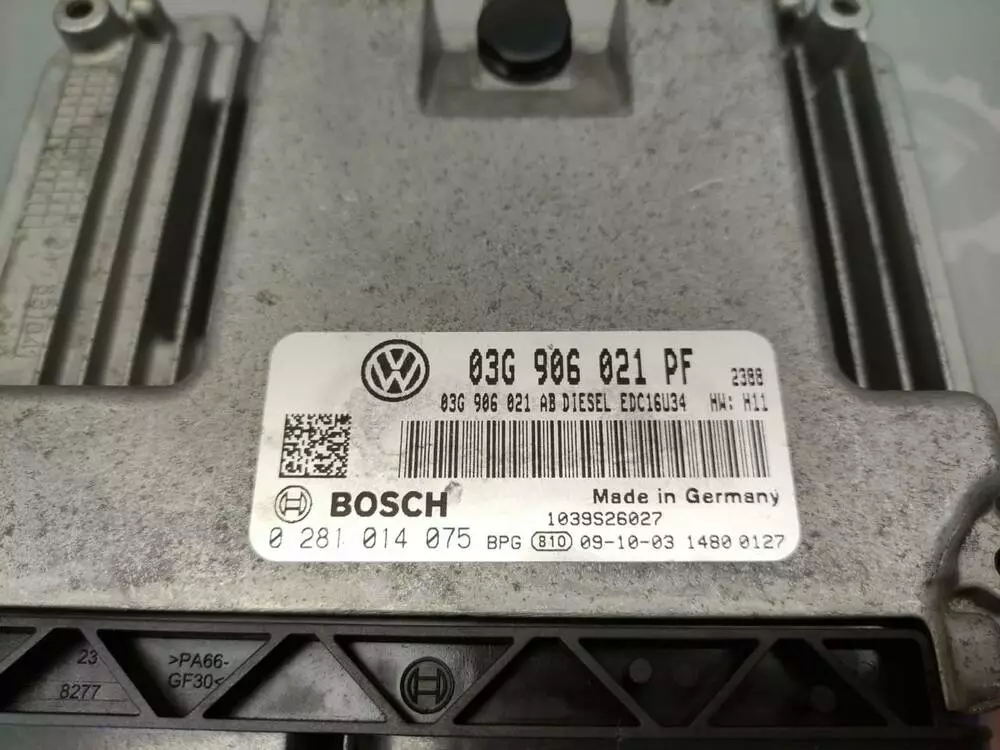 03G 906 021 PF 2388
03G 906 021 AB DIESEL EDC16U34 HW: H11
BOSCH
Made in Germany
1039S26027
0 281 014 075 BPG B10 09-10-03 1480 0127
23
8277
>PA66-
GF30<